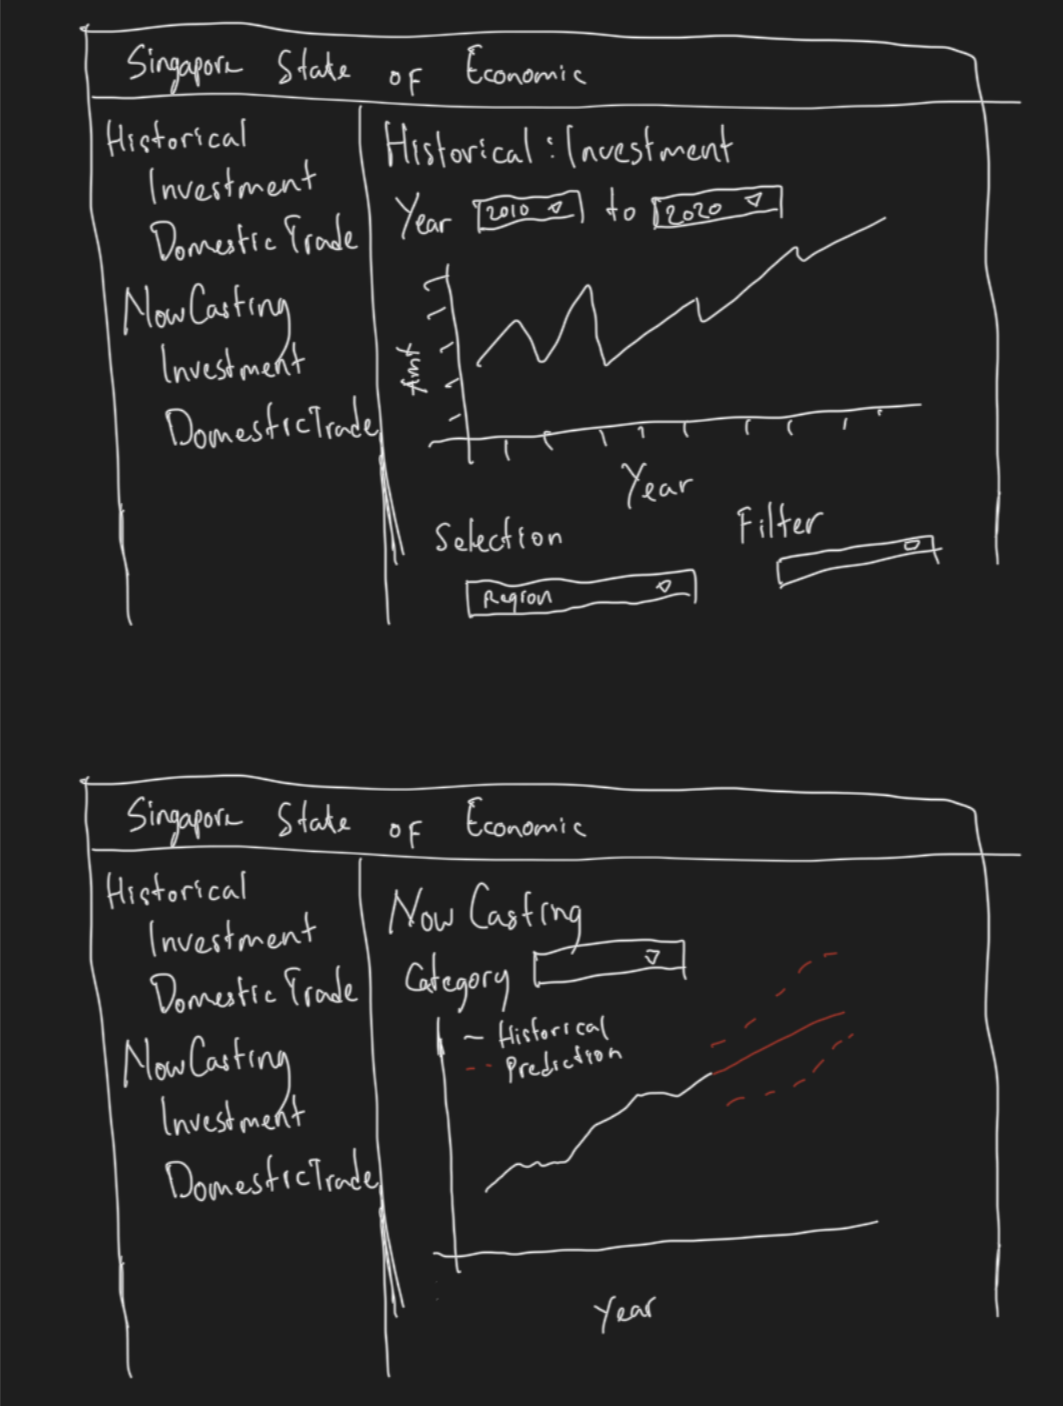 Singapore State of Economic
Historical
Investment
Domestic Trade
NowCasting
Investment
DomesticTrade
Historical : Investment
Year 2010 to 2020
Amt
Year
Selection
Region
Filter
Singapore State of Economic
Historical
Investment
Domestic Trade
NowCasting
Investment
DomesticTrade
Now Casting
Category
Historical
Prediction
Year